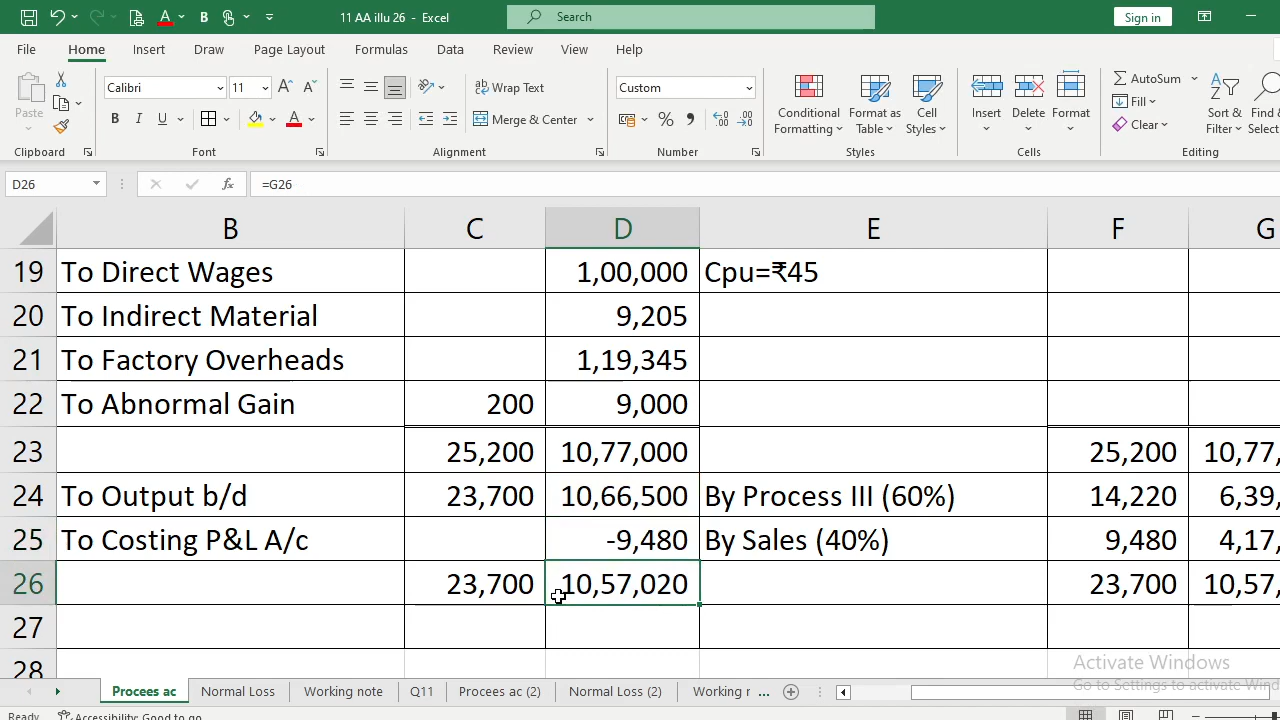 11 AA illu 26 - Excel
Search
Sign in
File Home Insert Draw Page Layout Formulas Data Review View Help
Paste
Calibri 11
Wrap Text
Custom
Conditional Formatting
Format as Table
Cell Styles
Insert Delete Format
AutoSum
Fill
Clear
Sort & Filter
Find & Select
B I U
Merge & Center
Clipboard Font Alignment Number Styles Cells Editing
D26 fx =G26
B C D E F G
19 To Direct Wages 1,00,000 Cpu=₹45
20 To Indirect Material 9,205
21 To Factory Overheads 1,19,345
22 To Abnormal Gain 200 9,000
23 25,200 10,77,000 25,200 10,77,
24 To Output b/d 23,700 10,66,500 By Process III (60%) 14,220 6,39,
25 To Costing P&L A/c -9,480 By Sales (40%) 9,480 4,17,
26 23,700 10,57,020 23,700 10,57,
27
28
Activate Windows
Go to Settings to activate Wind
Procees ac Normal Loss Working note Q11 Procees ac (2) Normal Loss (2) Working r ...
Ready Accessibility: Good to go